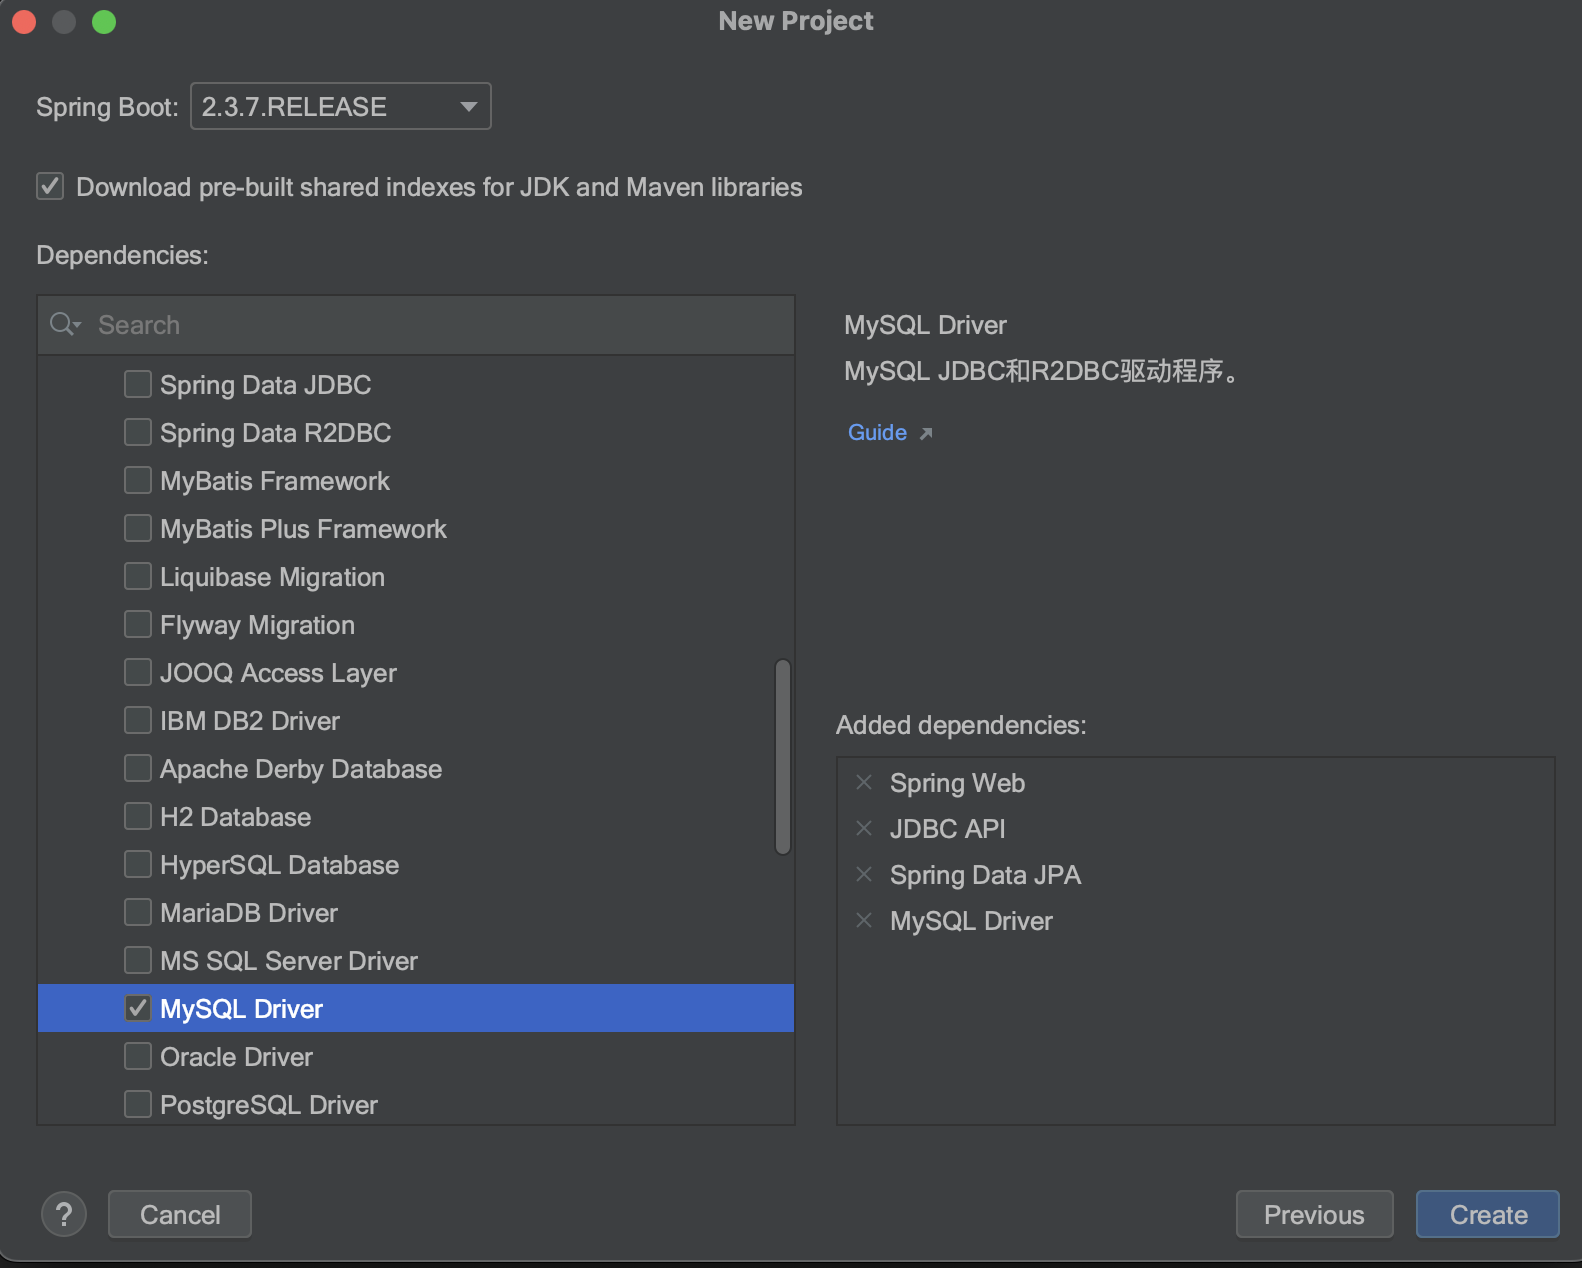 New Project
Spring Boot:
2.3.7.RELEASE
Download pre-built shared indexes for JDK and Maven libraries
Dependencies:
Search
Spring Data JDBC
Spring Data R2DBC
MyBatis Framework
MyBatis Plus Framework
Liquibase Migration
Flyway Migration
JOOQ Access Layer
IBM DB2 Driver
Apache Derby Database
H2 Database
HyperSQL Database
MariaDB Driver
MS SQL Server Driver
MySQL Driver
Oracle Driver
PostgreSQL Driver
MySQL Driver
MySQL JDBC和R2DBC驱动程序。
Guide
Added dependencies:
Spring Web
JDBC API
Spring Data JPA
MySQL Driver
?
Cancel
Previous
Create